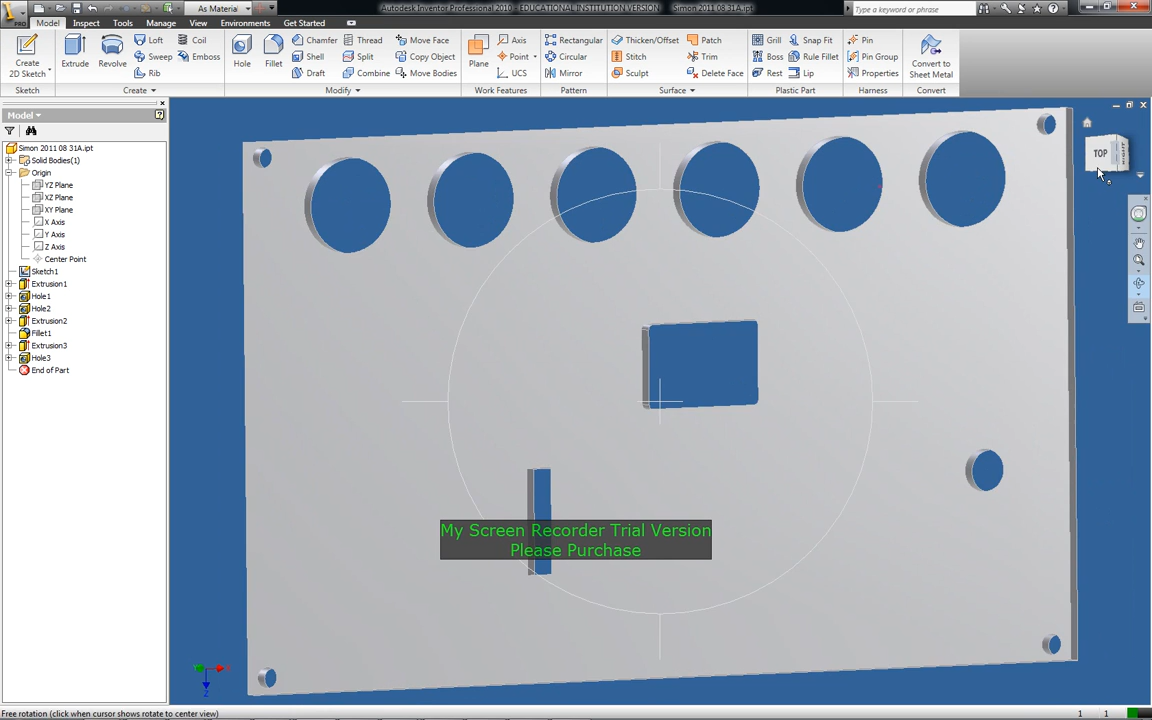 Autodesk Inventor Professional 2010 - EDUCATIONAL INSTITUTION VERSION Simon 2011 08 31A.ipt
As Material
Type a keyword or phrase
PRO
Model Inspect Tools Manage View Environments Get Started
Create
2D Sketch
Extrude
Revolve
Loft
Sweep
Rib
Coil
Emboss
Hole
Fillet
Chamfer
Shell
Draft
Thread
Split
Combine
Move Face
Copy Object
Move Bodies
Plane
Axis
Point
UCS
Rectangular
Circular
Mirror
Thicken/Offset
Stitch
Sculpt
Patch
Trim
Delete Face
Grill
Boss
Rest
Snap Fit
Rule Fillet
Lip
Pin
Pin Group
Properties
Convert to
Sheet Metal
Sketch Create Modify Work Features Pattern Surface Plastic Part Harness Convert
Model
Simon 2011 08 31A.ipt
Solid Bodies(1)
Origin
YZ Plane
XZ Plane
XY Plane
X Axis
Y Axis
Z Axis
Center Point
Sketch1
Extrusion1
Hole1
Hole2
Extrusion2
Fillet1
Extrusion3
Hole3
End of Part
TOP
RIGHT
My Screen Recorder Trial Version
Please Purchase
Free rotation (click when cursor shows rotate to center view)
1 1